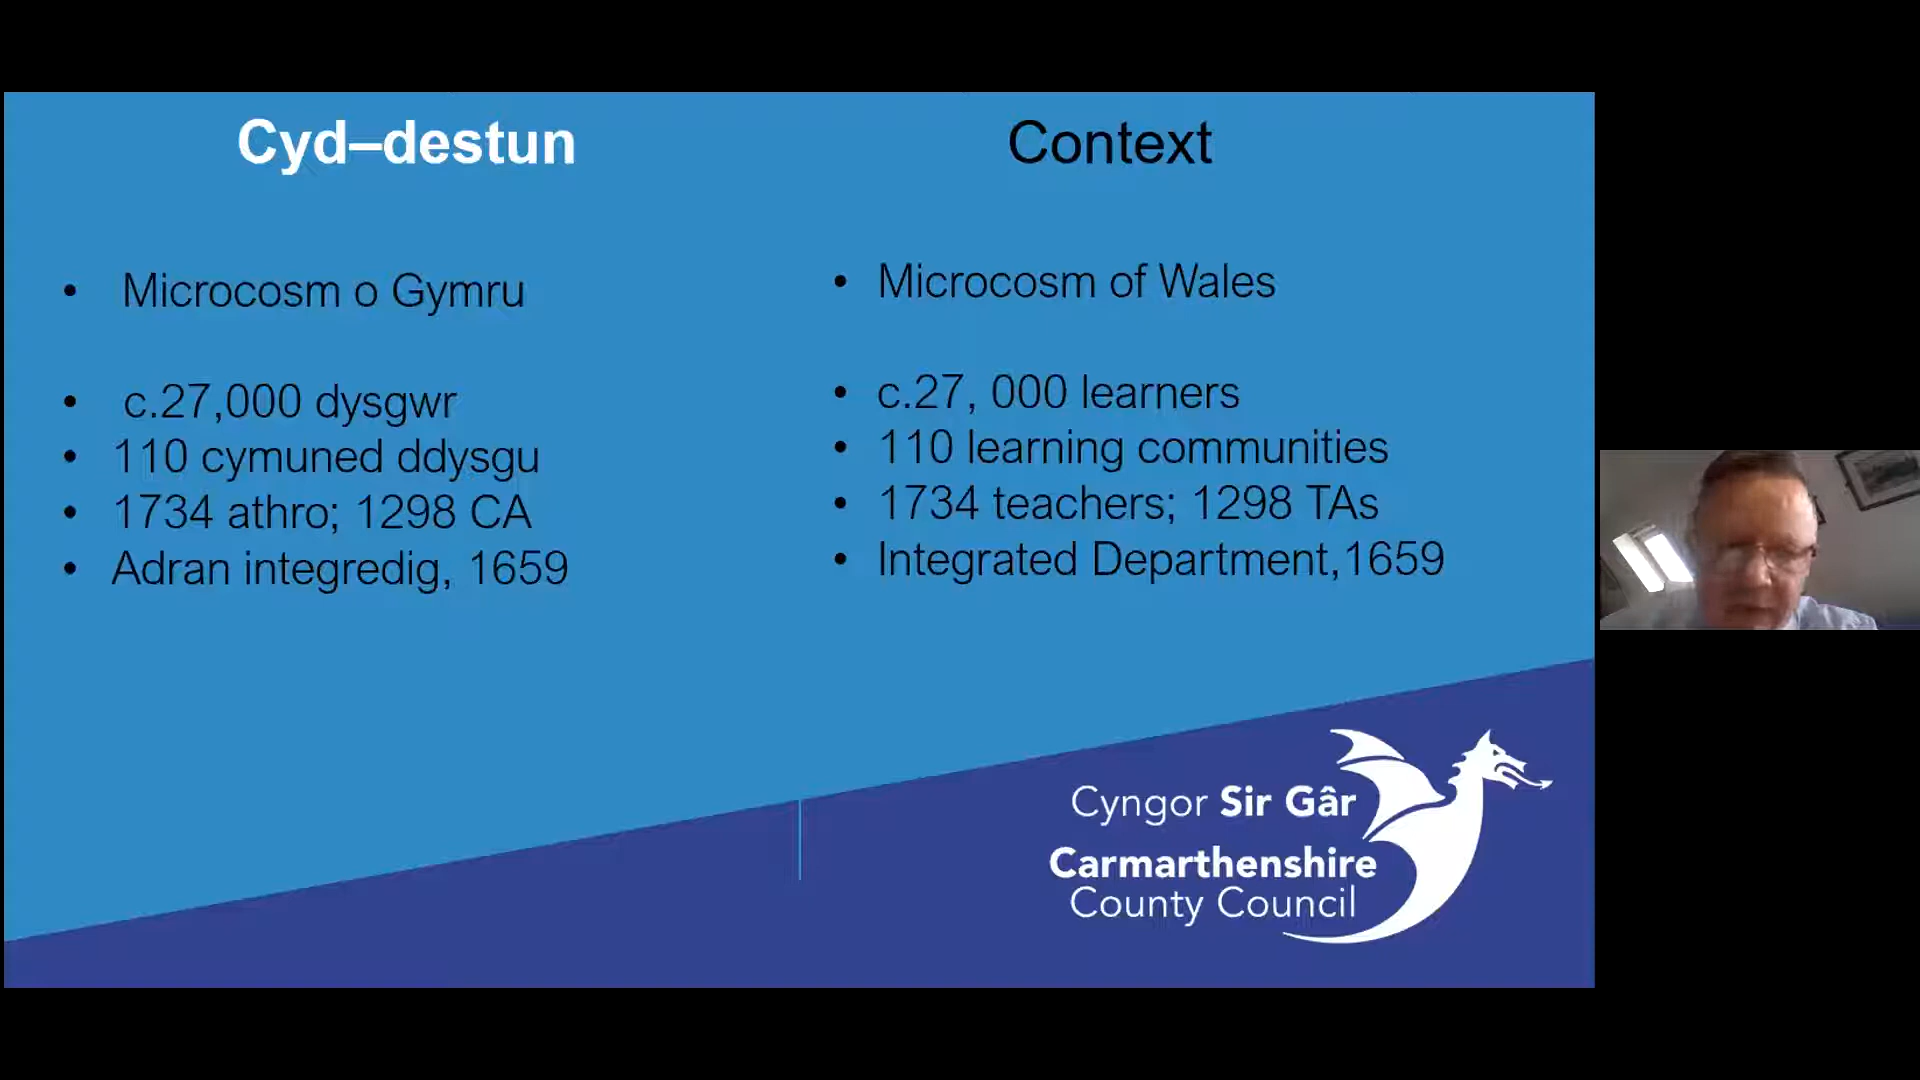 Cyd–destun
• Microcosm o Gymru
• c.27,000 dysgwr
• 110 cymuned ddysgu
• 1734 athro; 1298 CA
• Adran integredig, 1659
Context
• Microcosm of Wales
• c.27, 000 learners
• 110 learning communities
• 1734 teachers; 1298 TAs
• Integrated Department,1659
Cyngor Sir Gâr
Carmarthenshire
County Council